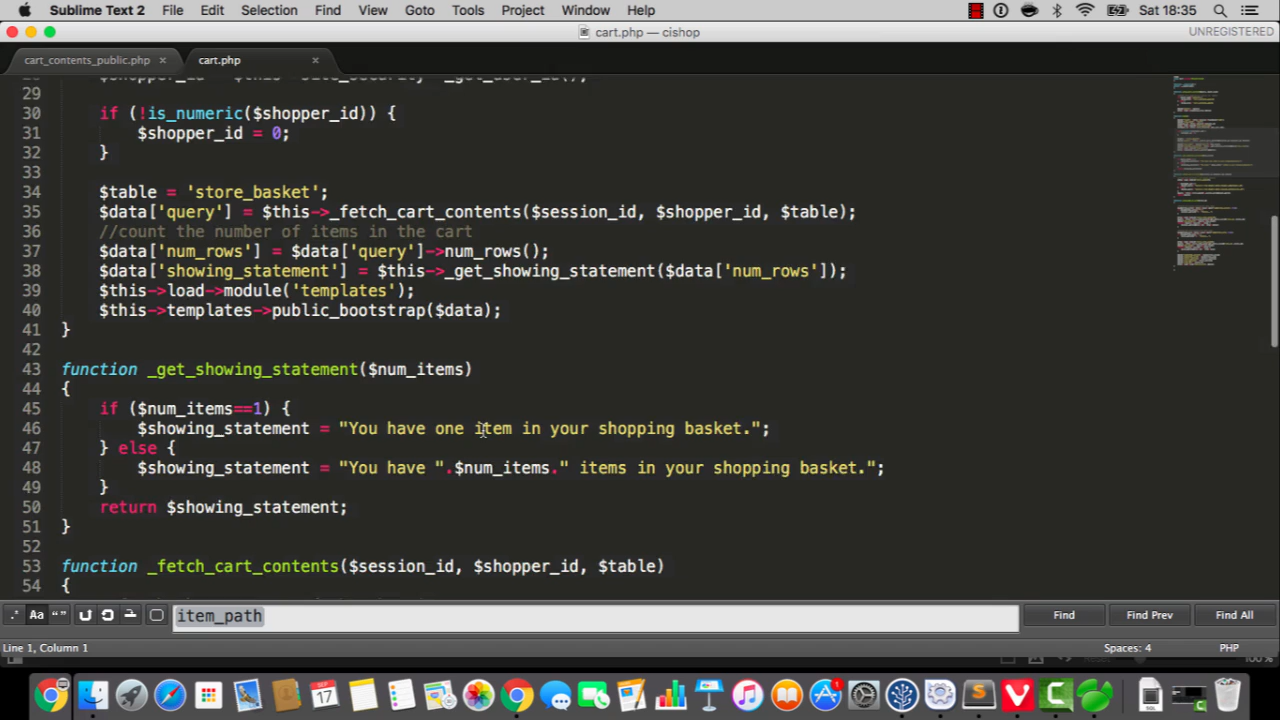 Sublime Text 2 File Edit Selection Find View Goto Tools Project Window Help Sat 18:35
cart.php — cishop UNREGISTERED
cart_contents_public.php × cart.php ×
29
30 if (!is_numeric($shopper_id)) {
31 $shopper_id = 0;
32 }
33
34 $table = 'store_basket';
35 $data['query'] = $this->_fetch_cart_contents($session_id, $shopper_id, $table);
36 //count the number of items in the cart
37 $data['num_rows'] = $data['query']->num_rows();
38 $data['showing_statement'] = $this->_get_showing_statement($data['num_rows']);
39 $this->load->module('templates');
40 $this->templates->public_bootstrap($data);
41 }
42
43 function _get_showing_statement($num_items)
44 {
45 if ($num_items==1) {
46 $showing_statement = "You have one item in your shopping basket.";
47 } else {
48 $showing_statement = "You have ".$num_items." items in your shopping basket.";
49 }
50 return $showing_statement;
51 }
52
53 function _fetch_cart_contents($session_id, $shopper_id, $table)
54 {
.* Aa “” item_path Find Find Prev Find All
Line 1, Column 1 Spaces: 4 PHP
100 %
SEP 17